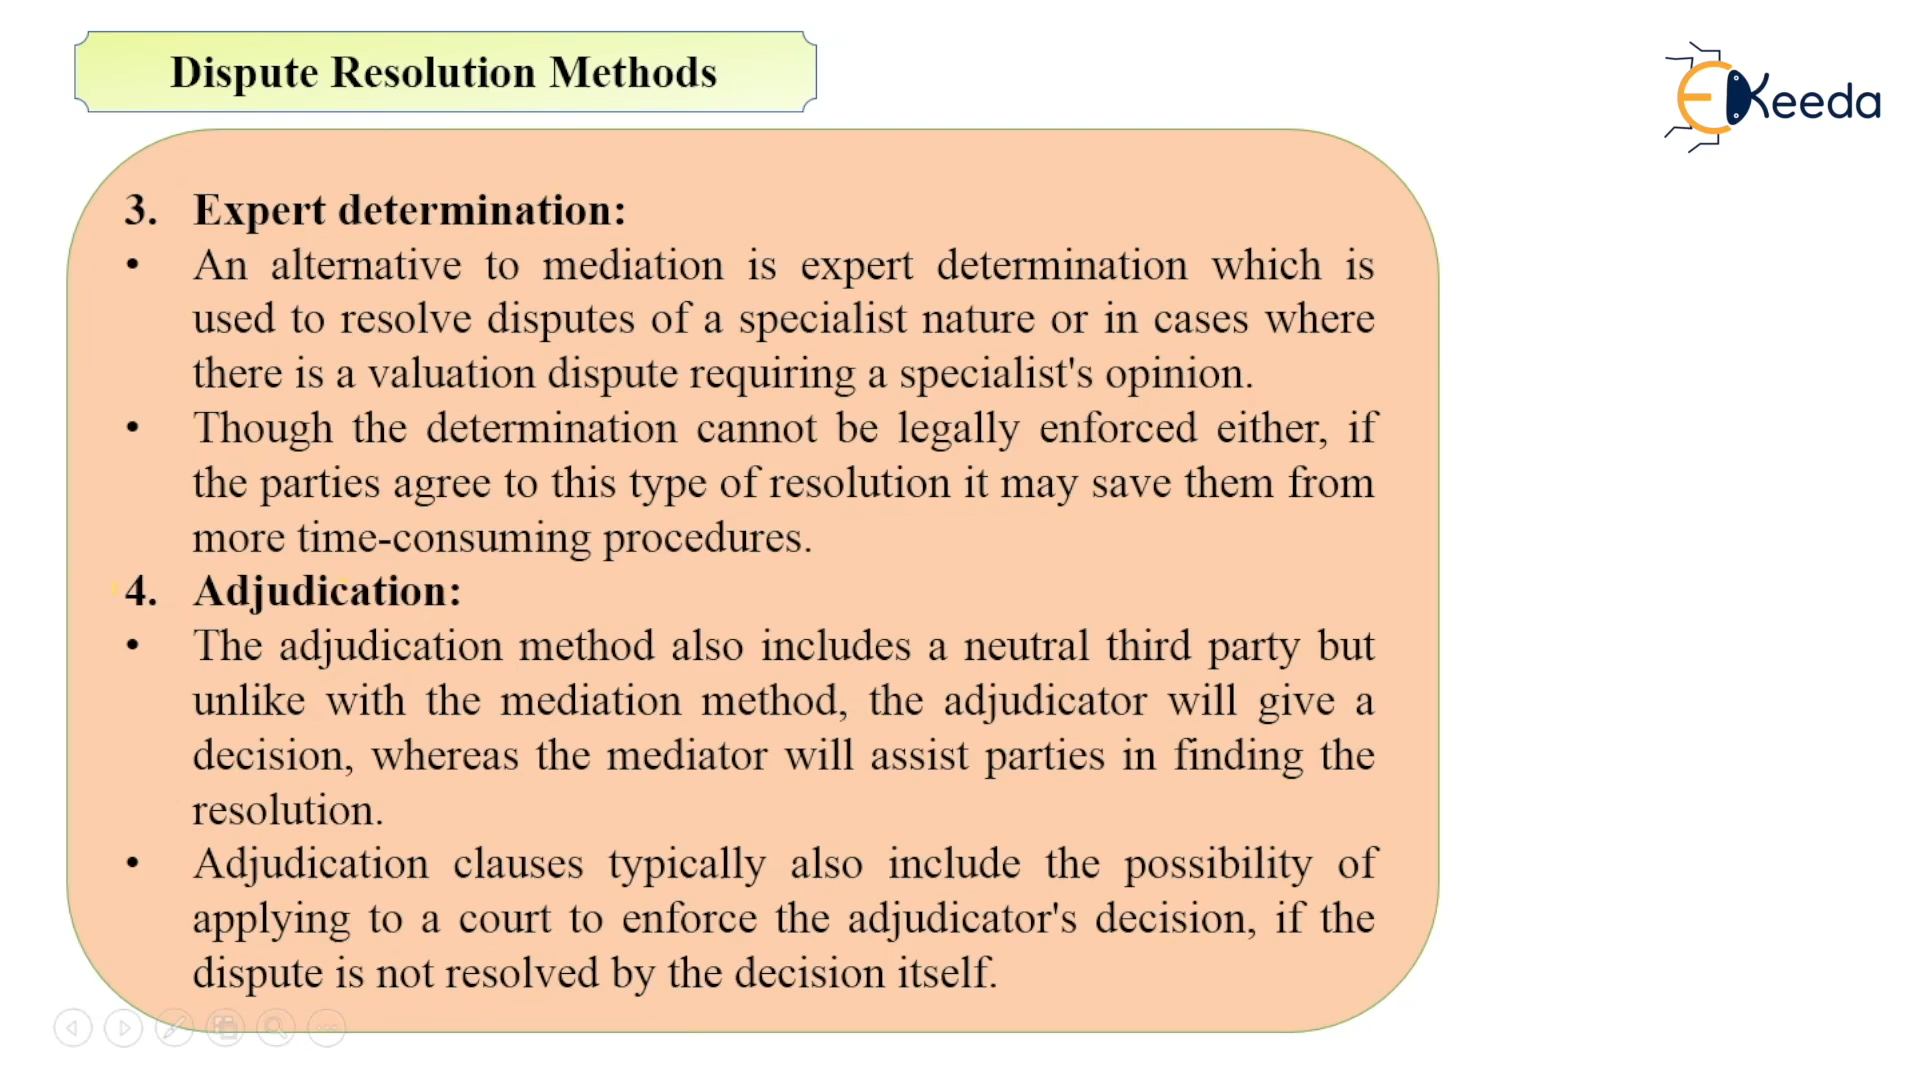 Dispute Resolution Methods
EKeeda
3. Expert determination:
• An alternative to mediation is expert determination which is
used to resolve disputes of a specialist nature or in cases where
there is a valuation dispute requiring a specialist's opinion.
• Though the determination cannot be legally enforced either, if
the parties agree to this type of resolution it may save them from
more time-consuming procedures.
4. Adjudication:
• The adjudication method also includes a neutral third party but
unlike with the mediation method, the adjudicator will give a
decision, whereas the mediator will assist parties in finding the
resolution.
• Adjudication clauses typically also include the possibility of
applying to a court to enforce the adjudicator's decision, if the
dispute is not resolved by the decision itself.